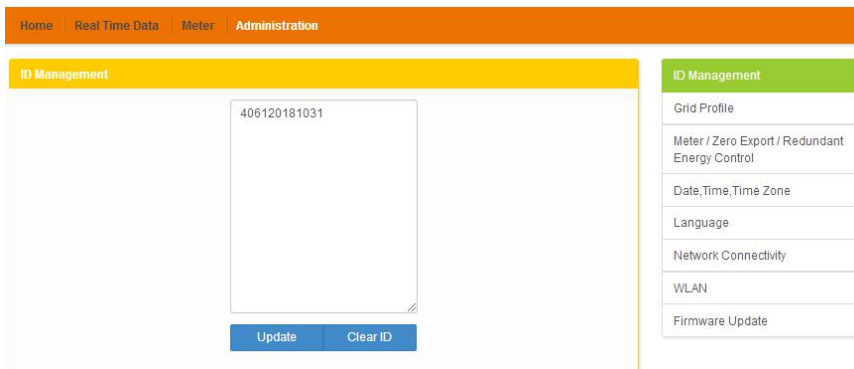 Home Real Time Data Meter Administration
ID Management
406120181031
Update Clear ID
ID Management
Grid Profile
Meter / Zero Export / Redundant
Energy Control
Date,Time,Time Zone
Language
Network Connectivity
WLAN
Firmware Update